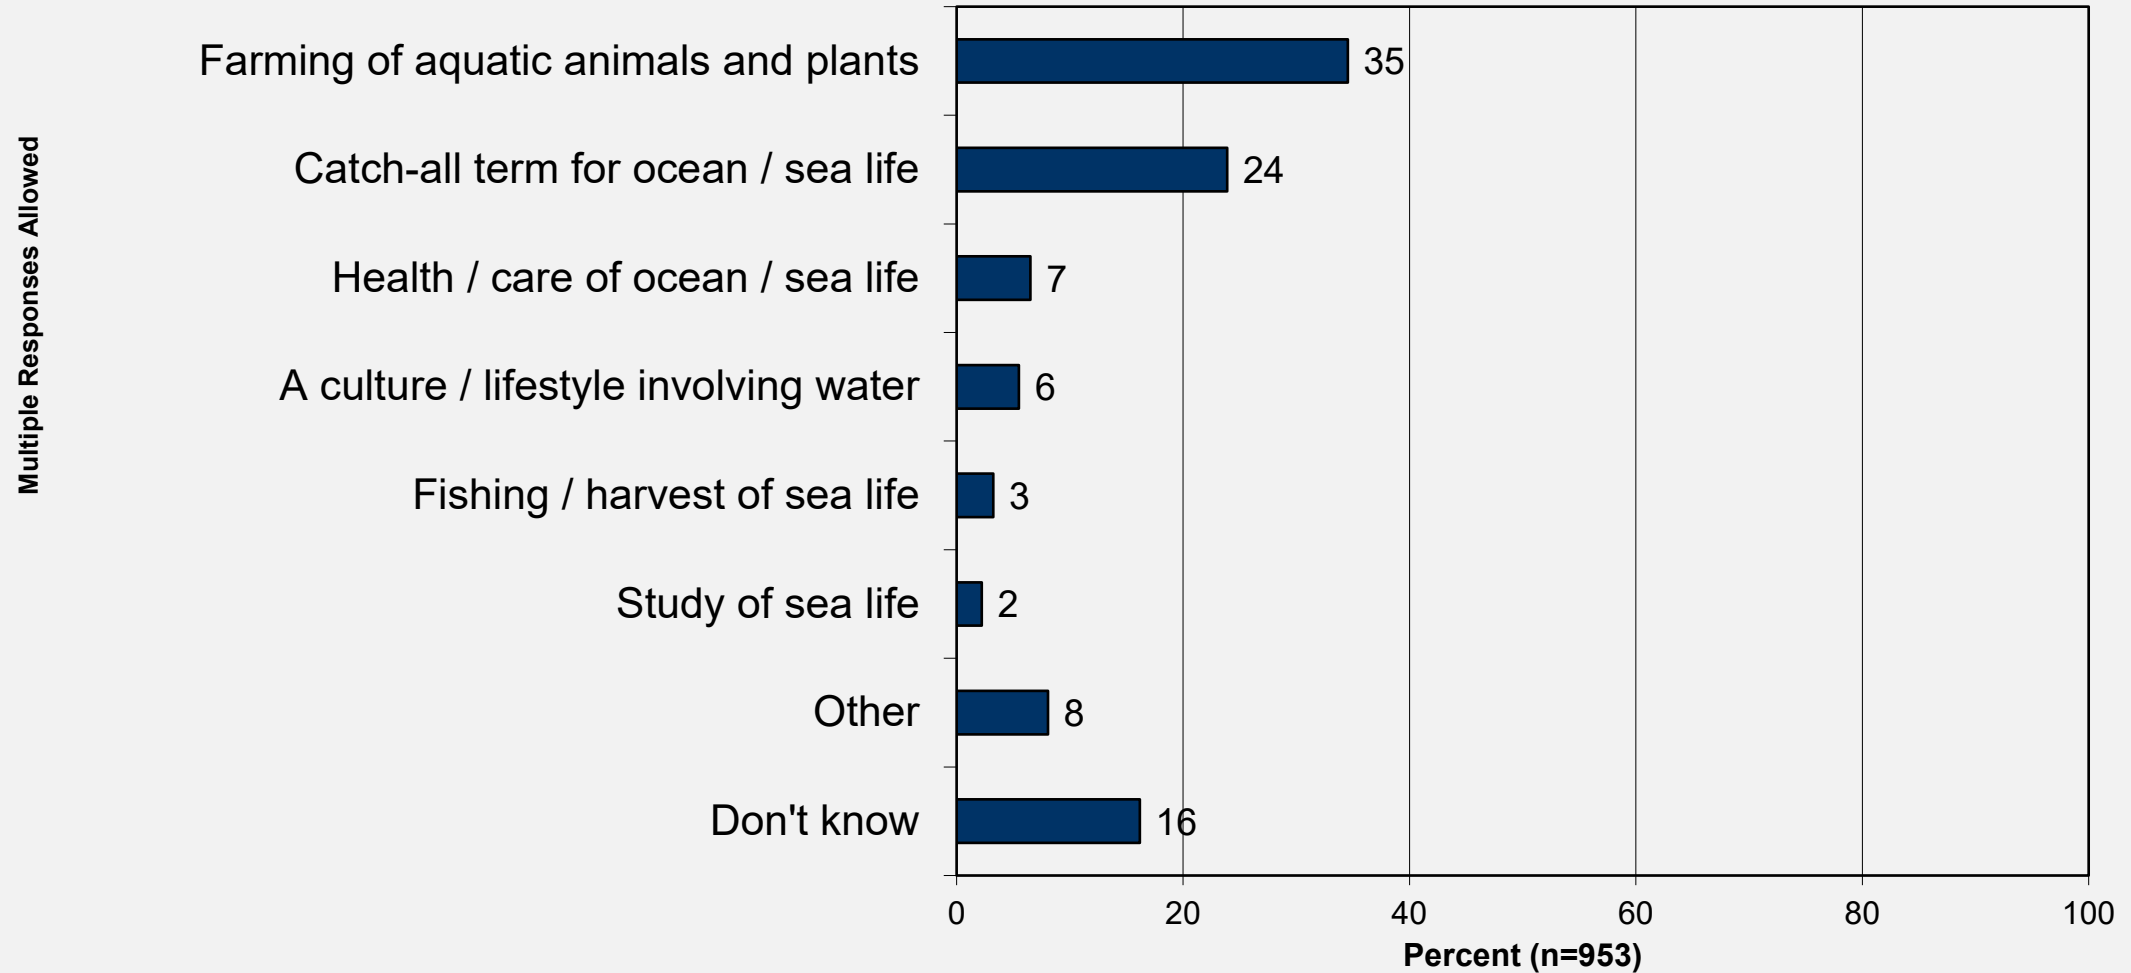 Multiple Responses Allowed
Farming of aquatic animals and plants 35
Catch-all term for ocean / sea life 24
Health / care of ocean / sea life 7
A culture / lifestyle involving water 6
Fishing / harvest of sea life 3
Study of sea life 2
Other 8
Don't know 16
0 20 40 60 80 100
Percent (n=953)